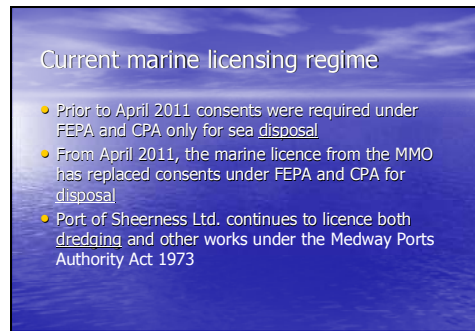 Current marine licensing regime
• Prior to April 2011 consents were required under
FEPA and CPA only for sea disposal
• From April 2011, the marine licence from the MMO
has replaced consents under FEPA and CPA for
disposal
• Port of Sheerness Ltd. continues to licence both
dredging and other works under the Medway Ports
Authority Act 1973